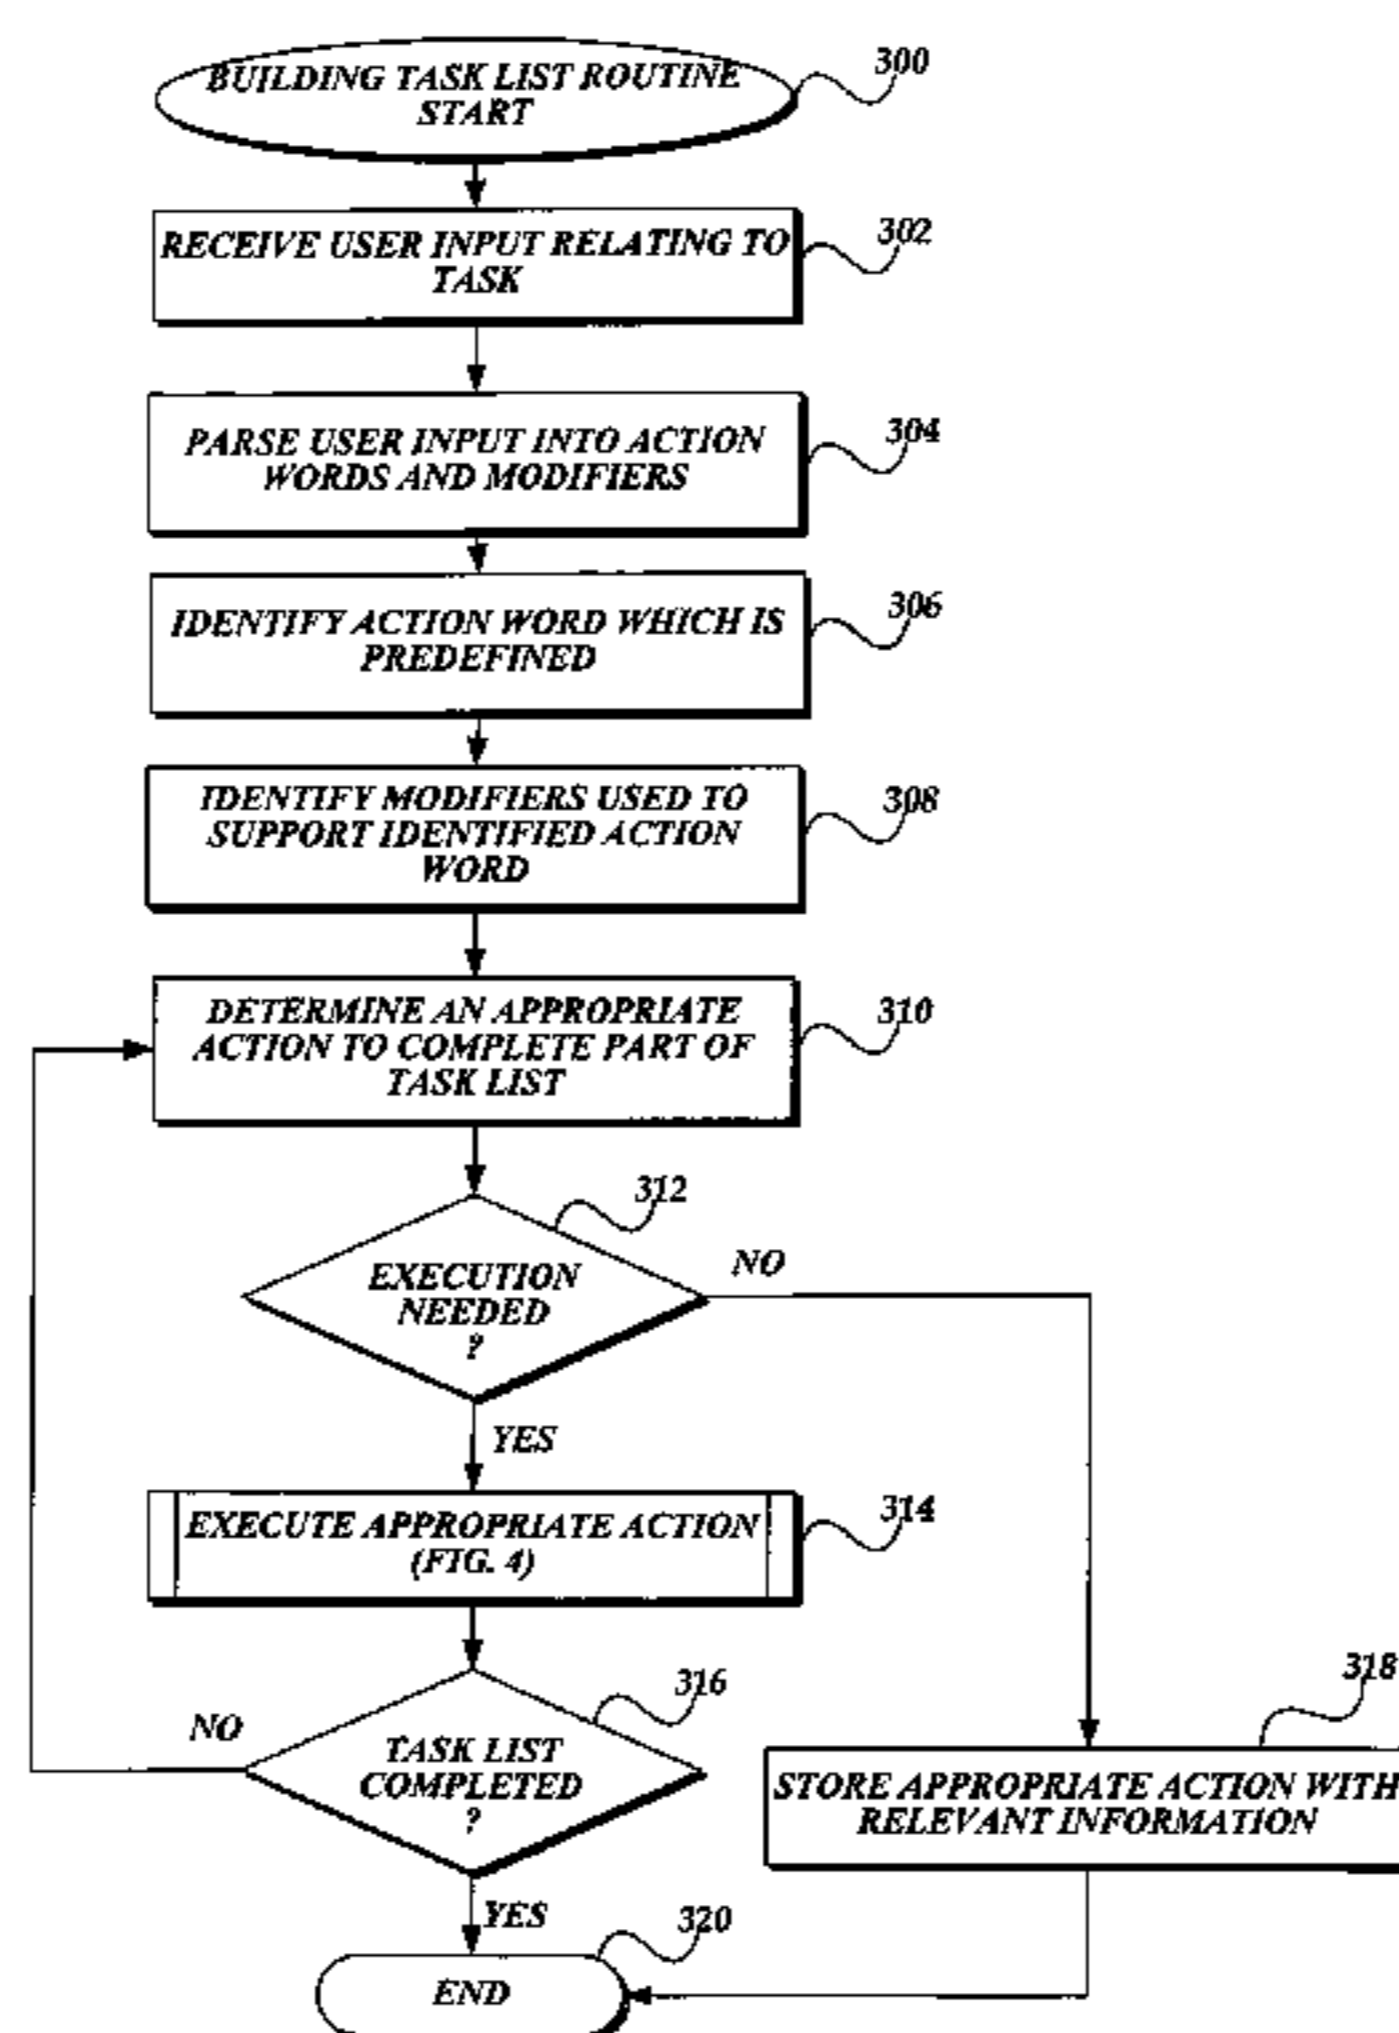 BUILDING TASK LIST ROUTINE
START
300
RECEIVE USER INPUT RELATING TO
TASK
302
PARSE USER INPUT INTO ACTION
WORDS AND MODIFIERS
304
IDENTIFY ACTION WORD WHICH IS
PREDEFINED
306
IDENTIFY MODIFIERS USED TO
SUPPORT IDENTIFIED ACTION
WORD
308
DETERMINE AN APPROPRIATE
ACTION TO COMPLETE PART OF
TASK LIST
310
312
EXECUTION
NEEDED
?
NO
YES
EXECUTE APPROPRIATE ACTION
(FIG. 4)
314
316
TASK LIST
COMPLETED
?
NO
YES
318
STORE APPROPRIATE ACTION WITH
RELEVANT INFORMATION
320
END